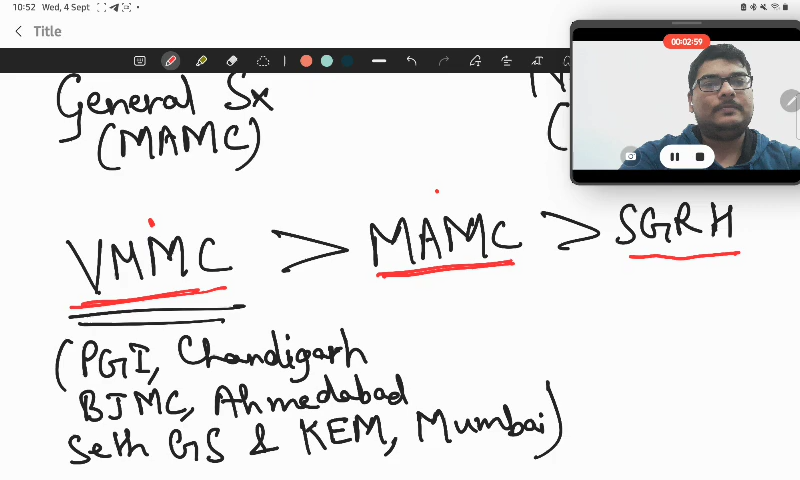 10:52 Wed, 4 Sept
Title
00:02:59
General Sx
(MAMC)
VMMC > MAMC > SGRH
(PGI, Chandigarh
BJMC, Ahmedabad
Seth GS & KEM, Mumbai)